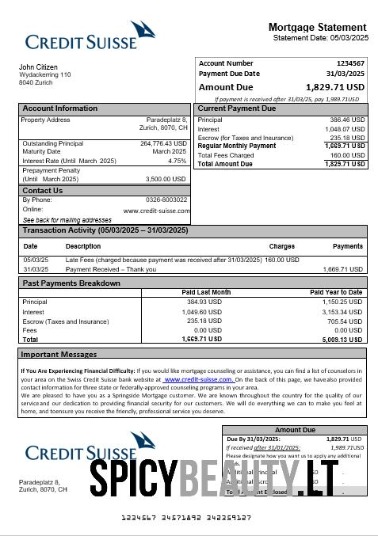 CREDIT SUISSE
Mortgage Statement
Statement Date: 05/03/2025
John Citizen
Wydackerring 110
8040 Zurich
Account Number 1234567
Payment Due Date 31/03/2025
Amount Due 1,829.71 USD
If payment is received after 31/03/25, pay 1,989.71USD
Account Information
Property Address Paradeplatz 8,
Zurich, 8070, CH
Outstanding Principal 264,776.43 USD
Maturity Date March 2025
Interest Rate (Until March 2025) 4.75%
Prepayment Penalty
(Until March 2025) 3,500.00 USD
Contact Us
By Phone: 0326-8003022
Online: www.credit-suisse.com
See back for mailing addresses
Current Payment Due
Principal 386.46 USD
Interest 1,048.07 USD
Escrow (for Taxes and Insurance) 235.18 USD
Regular Monthly Payment 1,669.71 USD
Total Fees Charged 160.00 USD
Total Amount Due 1,829.71 USD
Transaction Activity (05/03/2025 – 31/03/2025)
Date Description Charges Payments
05/03/25 Late Fees (charged because payment was received after 31/03/2025) 160.00 USD
31/03/25 Payment Received – Thank you 1,669.71 USD
Past Payments Breakdown
Paid Last Month Paid Year to Date
Principal 384.93 USD 1,150.25 USD
Interest 1,049.60 USD 3,153.34 USD
Escrow (Taxes and Insurance) 235.18 USD 705.54 USD
Fees 0.00 USD 0.00 USD
Total 1,669.71 USD 5,009.13 USD
Important Messages
If You Are Experiencing Financial Difficulty: If you would like mortgage counseling or assistance, you can find a list of counselors in
your area on the Swiss Credit Suisse bank website at www.credit-suisse.com. On the back of this page, we have also provided
contact information for three state or federally-approved counseling programs in your area.
We are pleased to have you as a Springside Mortgage customer. We are known throughout the country for the quality of our
service and our dedication to providing financial security for our customers. We will do everything we can to make you feel at
home, and to ensure you receive the friendly, professional service you deserve.
CREDIT SUISSE
Paradeplatz 8,
Zurich, 8070, CH
Amount Due
Due By 31/03/2025: 1,829.71 USD
If received after 31/03/2025: 1,989.71USD
Please designate how you want us to apply any additional
SPICYBEAUTY.LT
1234567 34571892 342259127